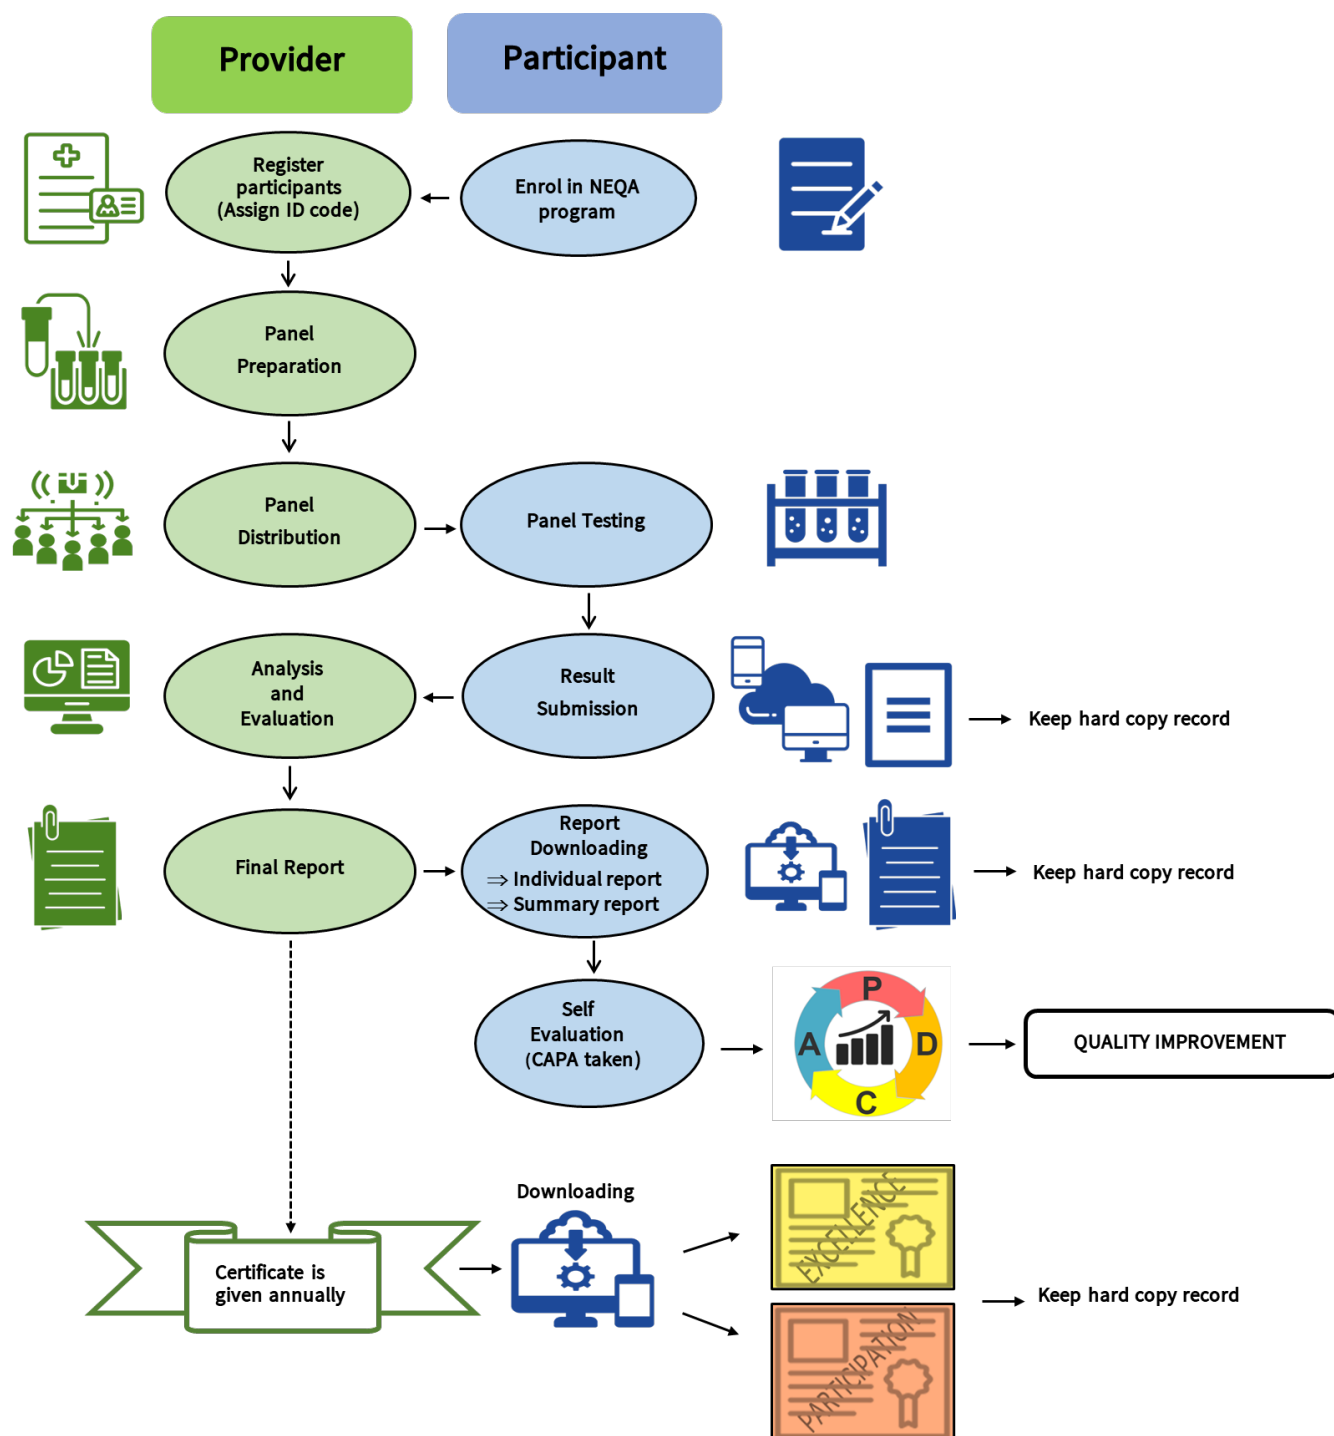 Provider
Participant
Register
participants
(Assign ID code)
Enrol in NEQA
program
Panel
Preparation
Panel
Distribution
Panel Testing
Analysis
and
Evaluation
Result
Submission
Keep hard copy record
Final Report
Report
Downloading
⇒ Individual report
⇒ Summary report
Keep hard copy record
Self
Evaluation
(CAPA taken)
P
A
D
C
QUALITY IMPROVEMENT
Downloading
EXCELLENCE
Certificate is
given annually
Keep hard copy record
PARTICIPATION